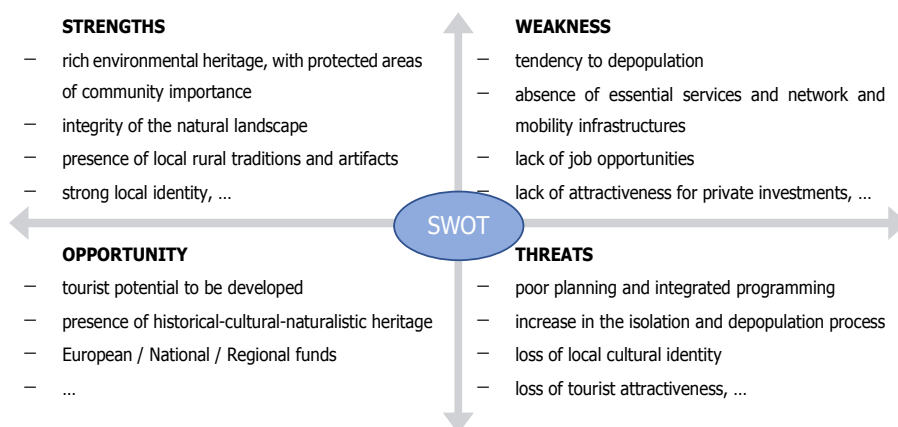 STRENGTHS
– rich environmental heritage, with protected areas
of community importance
– integrity of the natural landscape
– presence of local rural traditions and artifacts
– strong local identity, …
WEAKNESS
– tendency to depopulation
– absence of essential services and network and
mobility infrastructures
– lack of job opportunities
– lack of attractiveness for private investments, …
SWOT
OPPORTUNITY
– tourist potential to be developed
– presence of historical-cultural-naturalistic heritage
– European / National / Regional funds
– …
THREATS
– poor planning and integrated programming
– increase in the isolation and depopulation process
– loss of local cultural identity
– loss of tourist attractiveness, …